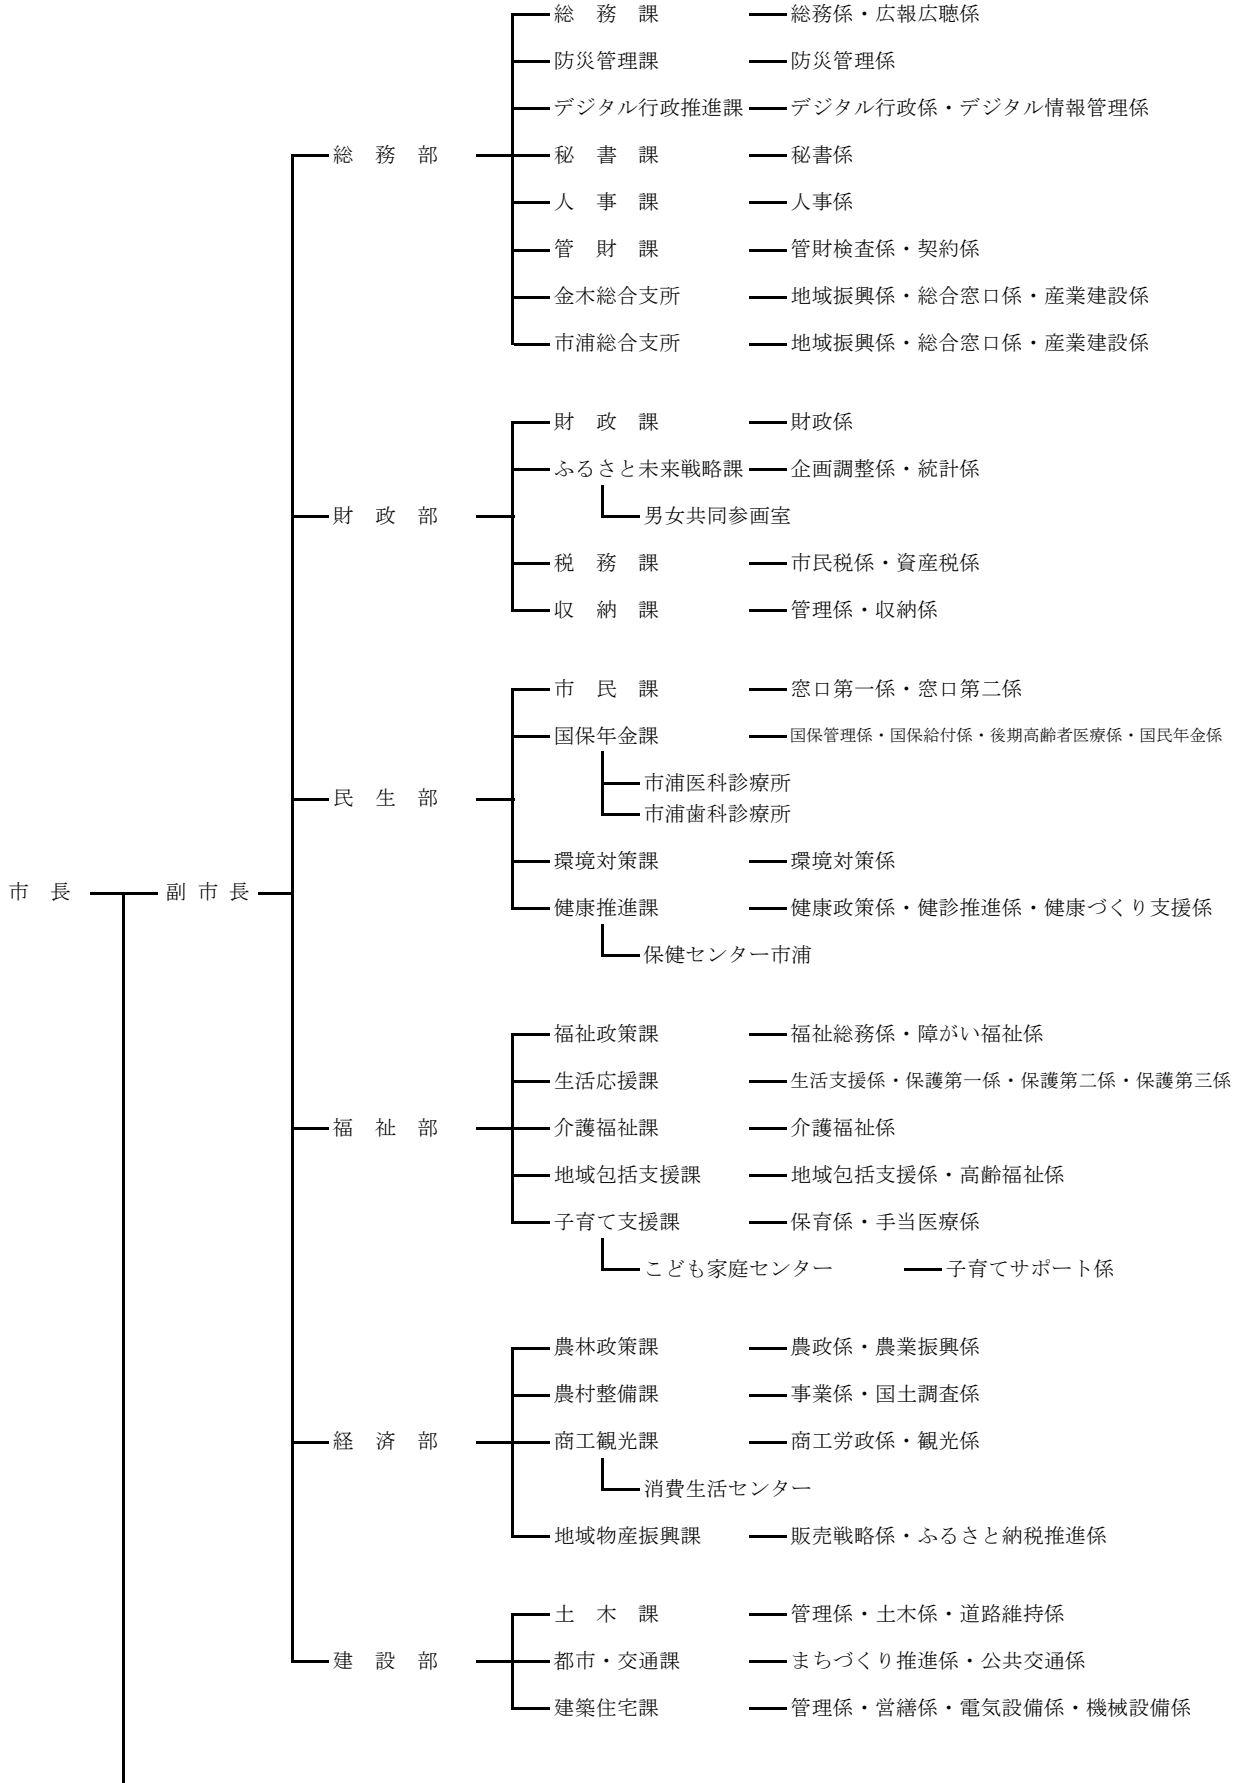 総　務　課　総務係・広報広聴係
防災管理課　防災管理係
デジタル行政推進課　デジタル行政係・デジタル情報管理係
総　務　部　秘　書　課　秘書係
人　事　課　人事係
管　財　課　管財検査係・契約係
金木総合支所　地域振興係・総合窓口係・産業建設係
市浦総合支所　地域振興係・総合窓口係・産業建設係
財　政　課　財政係
ふるさと未来戦略課　企画調整係・統計係
財　政　部　男女共同参画室
税　務　課　市民税係・資産税係
収　納　課　管理係・収納係
市　民　課　窓口第一係・窓口第二係
国保年金課　国保管理係・国保給付係・後期高齢者医療係・国民年金係
市浦医科診療所
民　生　部
市浦歯科診療所
環境対策課　環境対策係
市　長　副 市 長
健康推進課　健康政策係・健診推進係・健康づくり支援係
保健センター市浦
福祉政策課　福祉総務係・障がい福祉係
生活応援課　生活支援係・保護第一係・保護第二係・保護第三係
福　祉　部　介護福祉課　介護福祉係
地域包括支援課　地域包括支援係・高齢福祉係
子育て支援課　保育係・手当医療係
こども家庭センター　子育てサポート係
農林政策課　農政係・農業振興係
農村整備課　事業係・国土調査係
経　済　部　商工観光課　商工労政係・観光係
消費生活センター
地域物産振興課　販売戦略係・ふるさと納税推進係
土　木　課　管理係・土木係・道路維持係
建　設　部　都市・交通課　まちづくり推進係・公共交通係
建築住宅課　管理係・営繕係・電気設備係・機械設備係